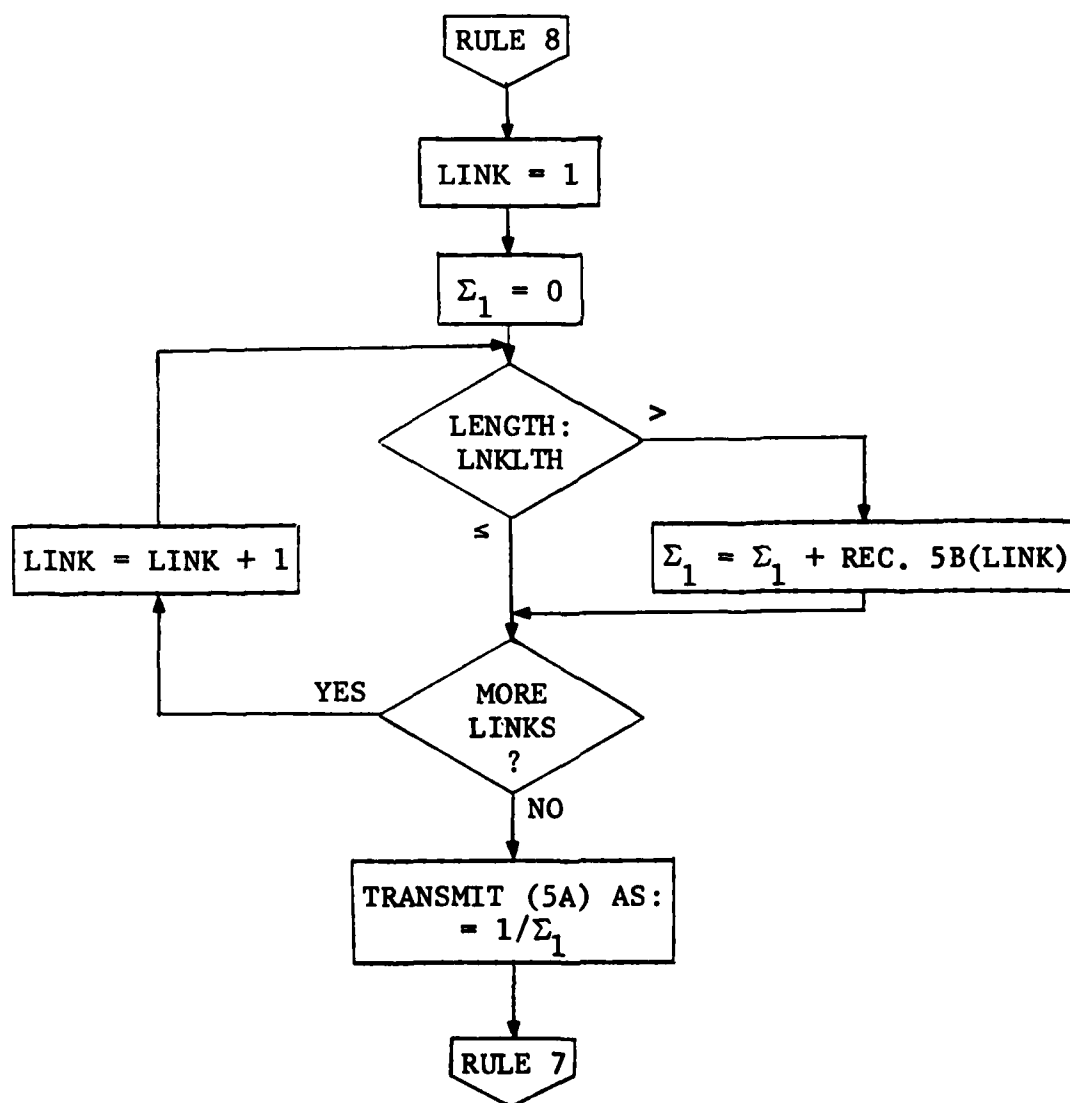 RULE 8
LINK = 1
Σ₁ = 0
LENGTH:
LNKLTH
>
≤
Σ₁ = Σ₁ + REC. 5B(LINK)
LINK = LINK + 1
MORE
LINKS
?
YES
NO
TRANSMIT (5A) AS:
= 1/Σ₁
RULE 7